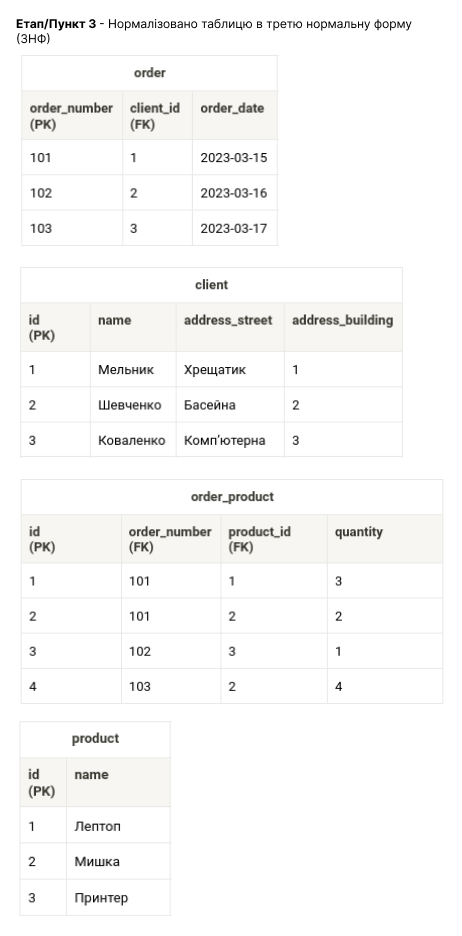 Етап/Пункт 3 - Нормалізовано таблицю в третю нормальну форму
(3НФ)
order
order_number (PK) client_id (FK) order_date
101 1 2023-03-15
102 2 2023-03-16
103 3 2023-03-17
client
id (PK) name address_street address_building
1 Мельник Хрещатик 1
2 Шевченко Басейна 2
3 Коваленко Комп’ютерна 3
order_product
id (PK) order_number (FK) product_id (FK) quantity
1 101 1 3
2 101 2 2
3 102 3 1
4 103 2 4
product
id (PK) name
1 Лептоп
2 Мишка
3 Принтер